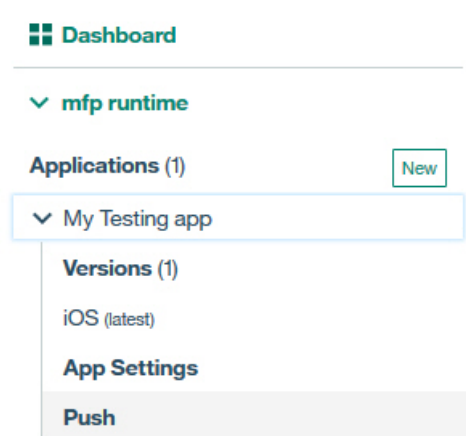 Dashboard
mfp runtime
Applications (1) New
My Testing app
Versions (1)
iOS (latest)
App Settings
Push